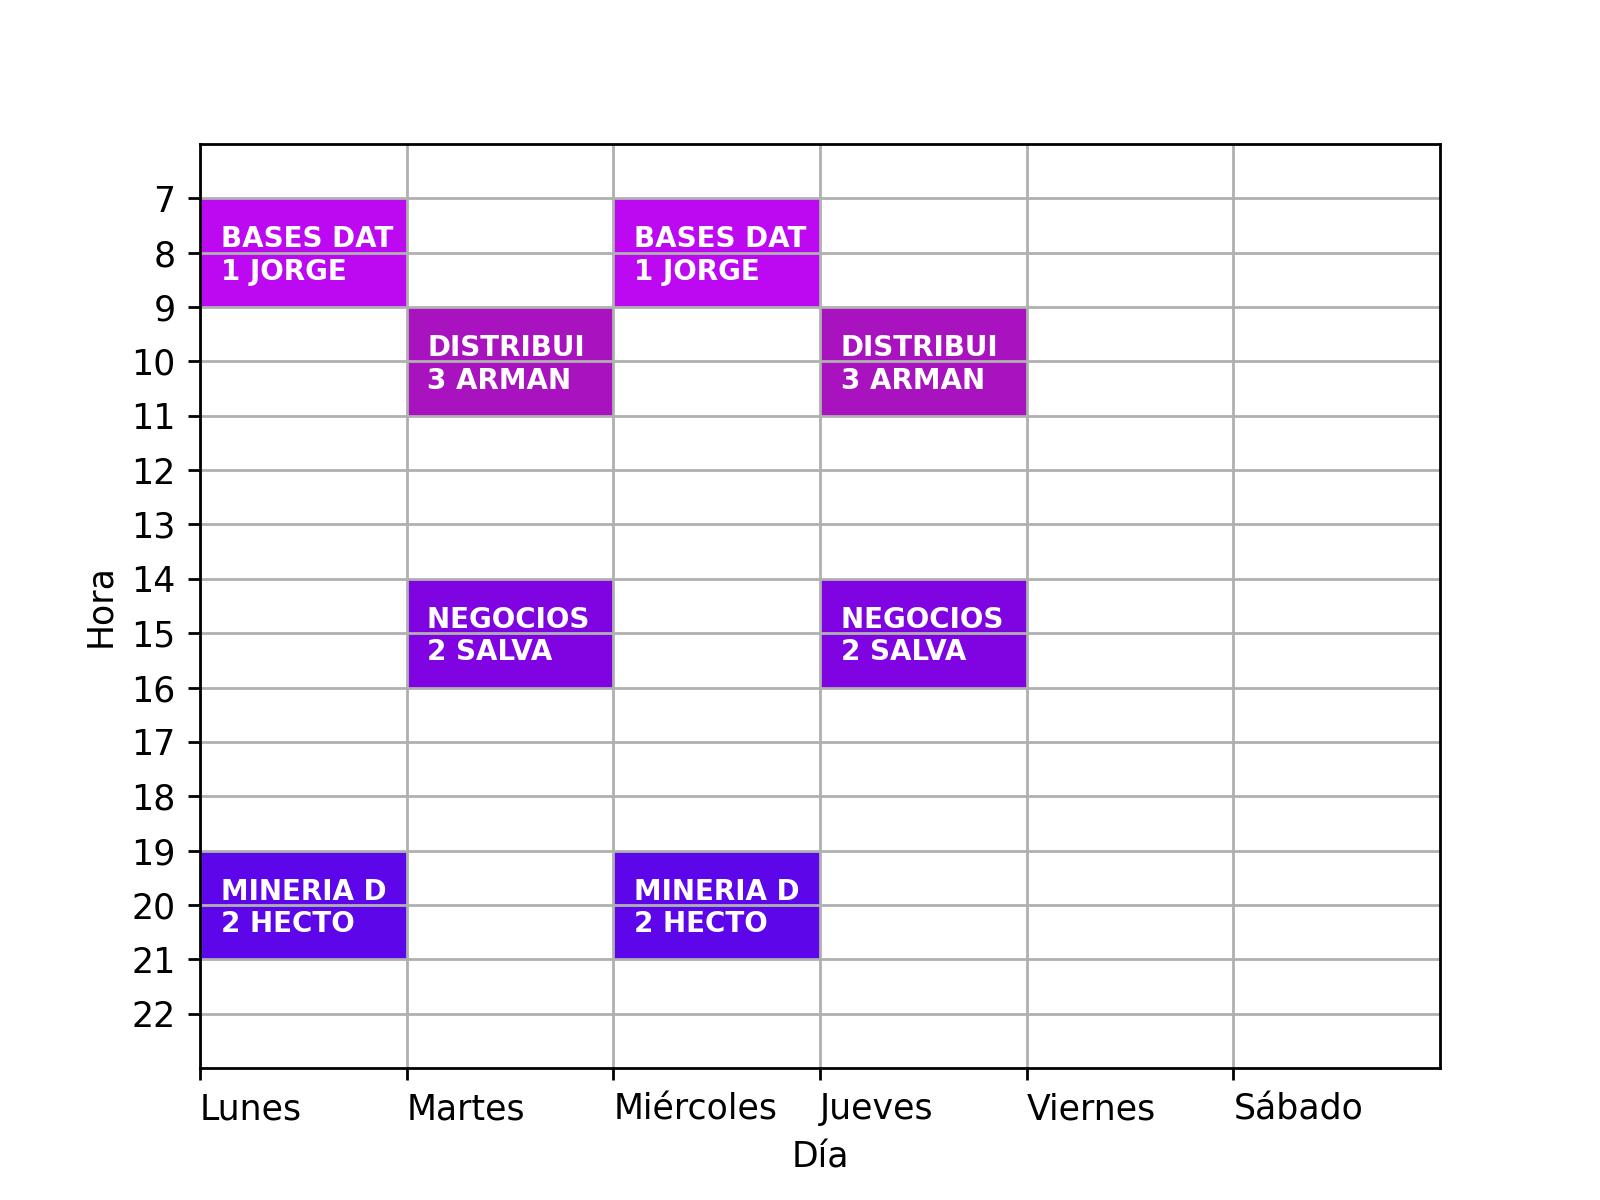 7
BASES DAT
1 JORGE
BASES DAT
1 JORGE
8
9
DISTRIBUI
3 ARMAN
DISTRIBUI
3 ARMAN
10
11
12
13
Hora
14
NEGOCIOS
2 SALVA
NEGOCIOS
2 SALVA
15
16
17
18
19
MINERIA D
2 HECTO
MINERIA D
2 HECTO
20
21
22
Lunes Martes Miércoles Jueves Viernes Sábado
Día